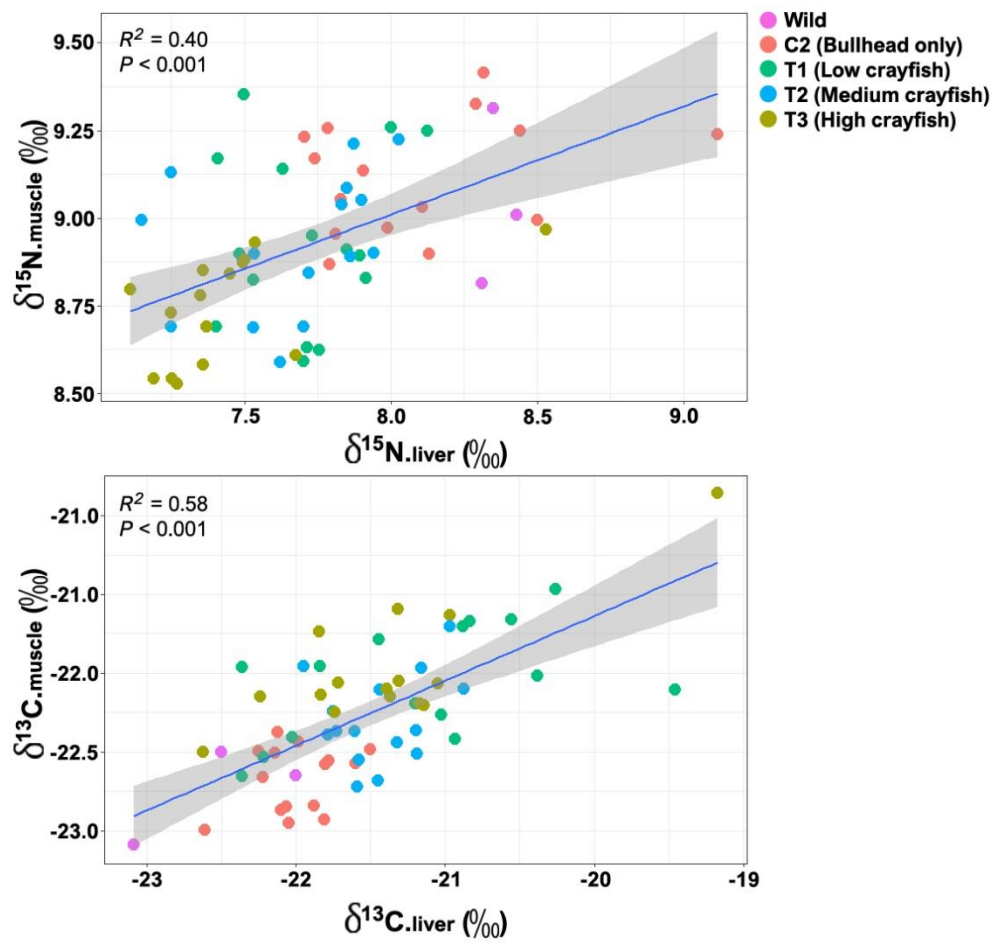 R² = 0.40
P < 0.001
9.50
9.25
9.00
8.75
8.50
δ¹⁵N.muscle (‰)
7.5 8.0 8.5 9.0
δ¹⁵N.liver (‰)
Wild
C2 (Bullhead only)
T1 (Low crayfish)
T2 (Medium crayfish)
T3 (High crayfish)
R² = 0.58
P < 0.001
-21.0
-21.0
-22.0
-22.5
-23.0
δ¹³C.muscle (‰)
-23 -22 -21 -20 -19
δ¹³C.liver (‰)